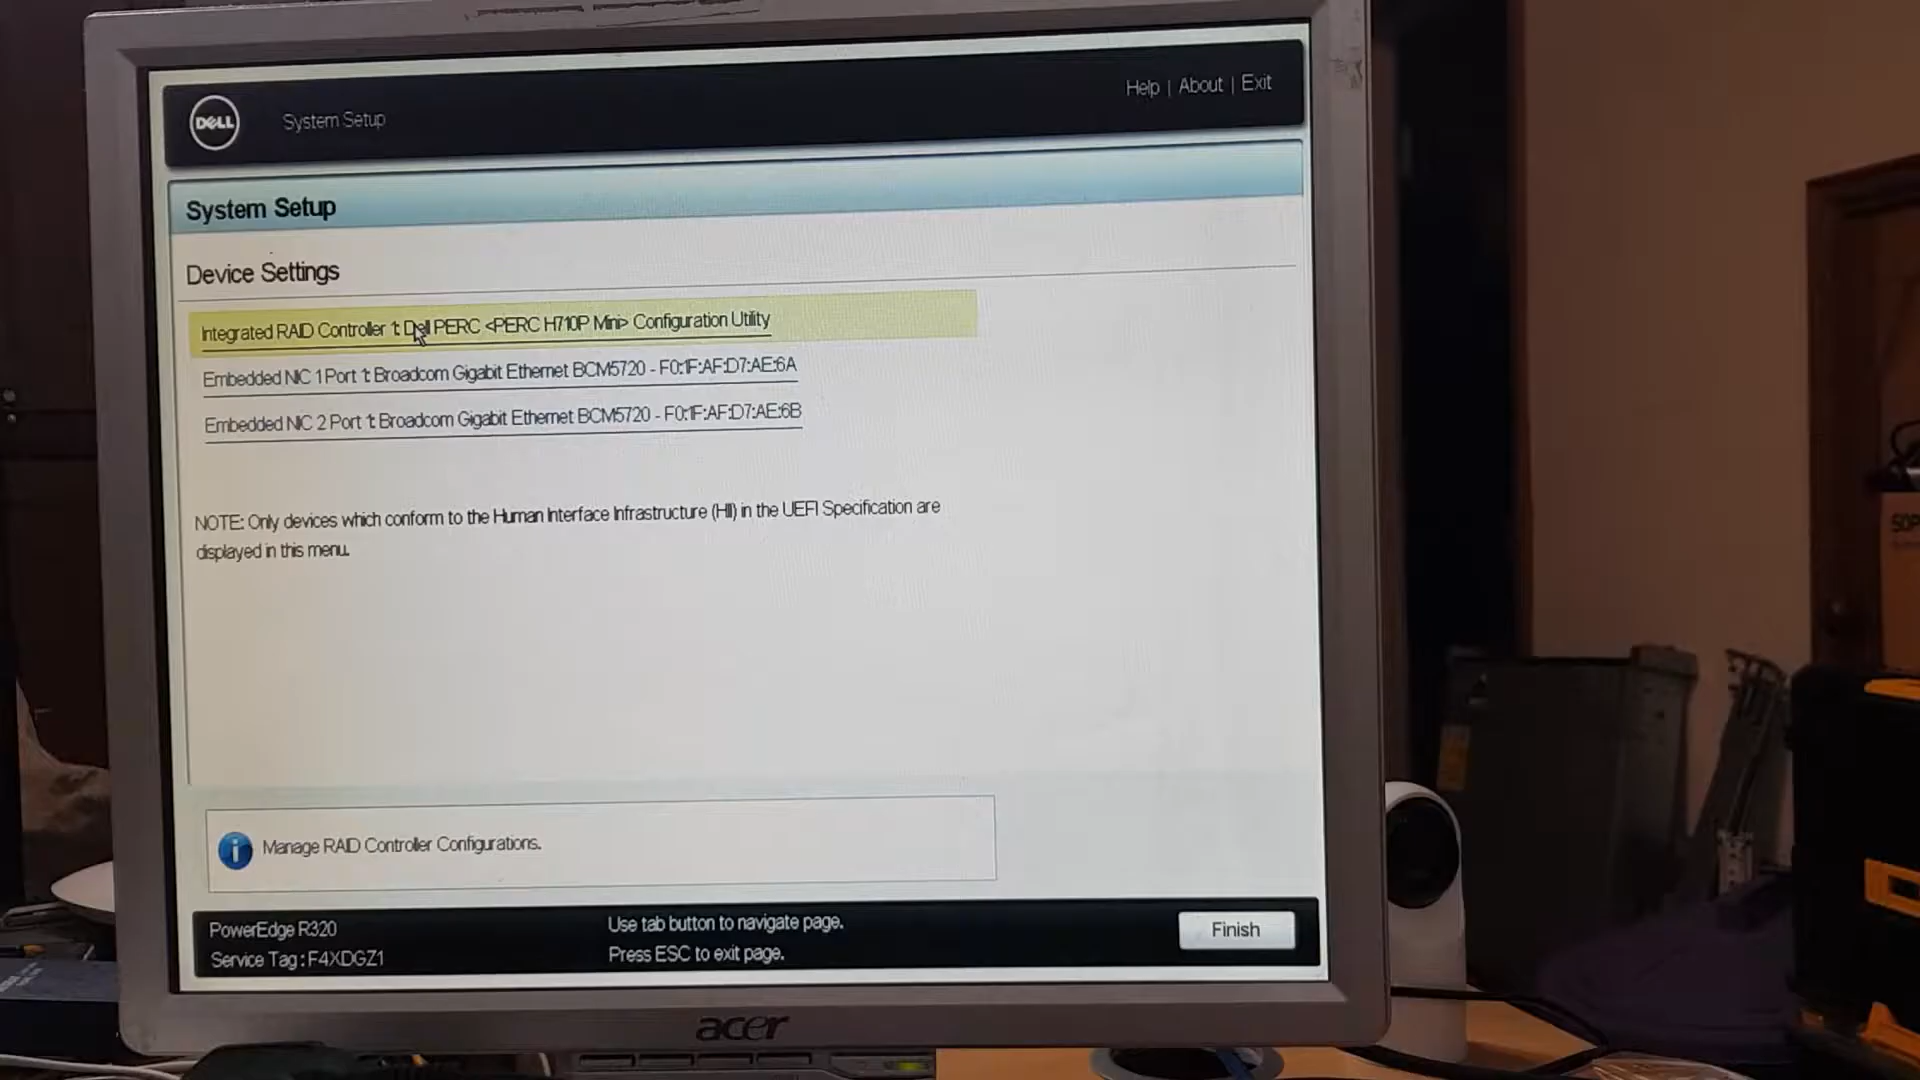 Help | About | Exit
DELL
System Setup
System Setup
Device Settings
Integrated RAID Controller 1: Dell PERC <PERC H710P Mini> Configuration Utility
Embedded NIC 1 Port 1: Broadcom Gigabit Ethernet BCM5720 - F0:1F:AF:D7:AE:6A
Embedded NIC 2 Port 1: Broadcom Gigabit Ethernet BCM5720 - F0:1F:AF:D7:AE:6B
NOTE: Only devices which conform to the Human Interface Infrastructure (HII) in the UEFI Specification are
displayed in this menu.
Manage RAID Controller Configurations.
PowerEdge R320
Service Tag : F4XDGZ1
Use tab button to navigate page.
Press ESC to exit page.
Finish
acer